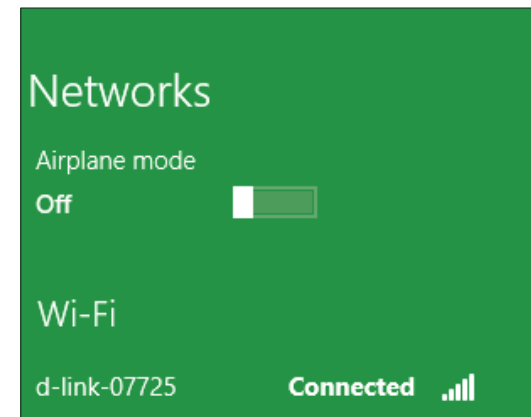 Networks
Airplane mode
Off
Wi-Fi
d-link-07725 Connected